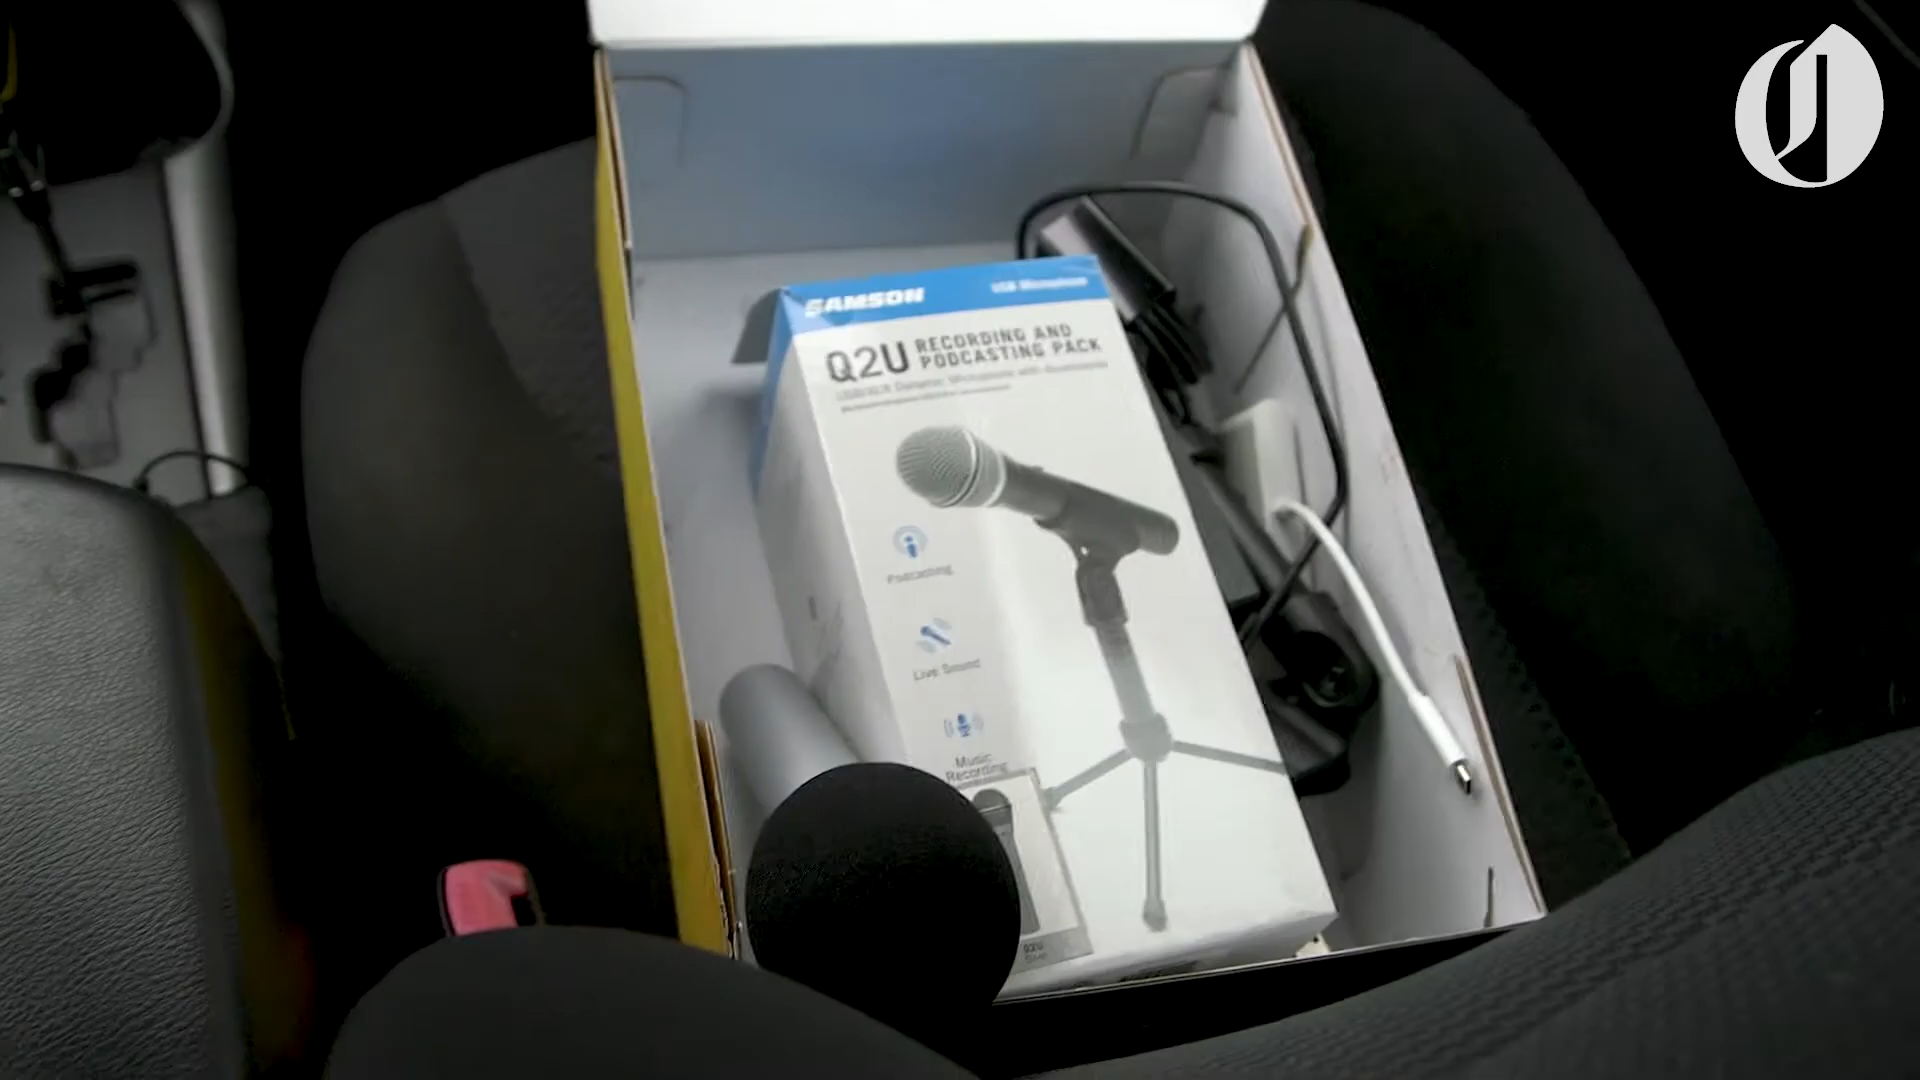 SAMSON
USB Microphone
Q2U RECORDING AND
PODCASTING PACK
Podcasting
Live Sound
Music
Recording
Q2U